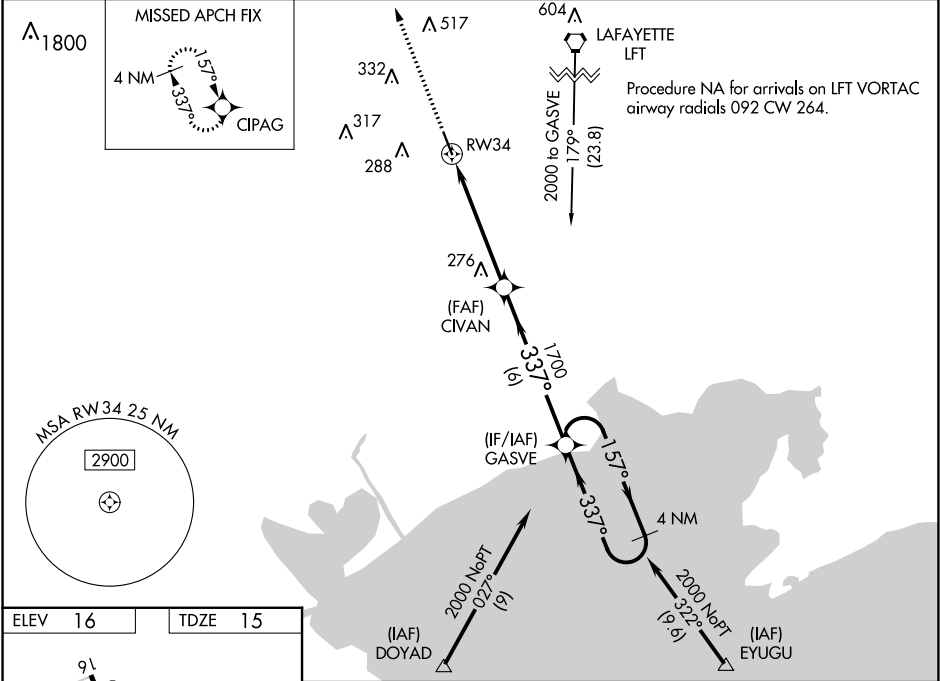 MISSED APCH FIX
1800
4 NM
157°
337°
CIPAG
517
332
317
288
RW34
604
LAFAYETTE
LFT
Procedure NA for arrivals on LFT VORTAC
airway radials 092 CW 264.
2000 to GASVE
179°
(23.8)
276
(FAF)
CIVAN
1700
337°
(6)
MSA RW34 25 NM
2900
(IF/IAF)
GASVE
157°
337°
4 NM
2000 NoPT
027°
(9)
2000 NoPT
322°
(9.6)
(IAF)
DOYAD
(IAF)
EYUGU
ELEV 16
TDZE 15
16